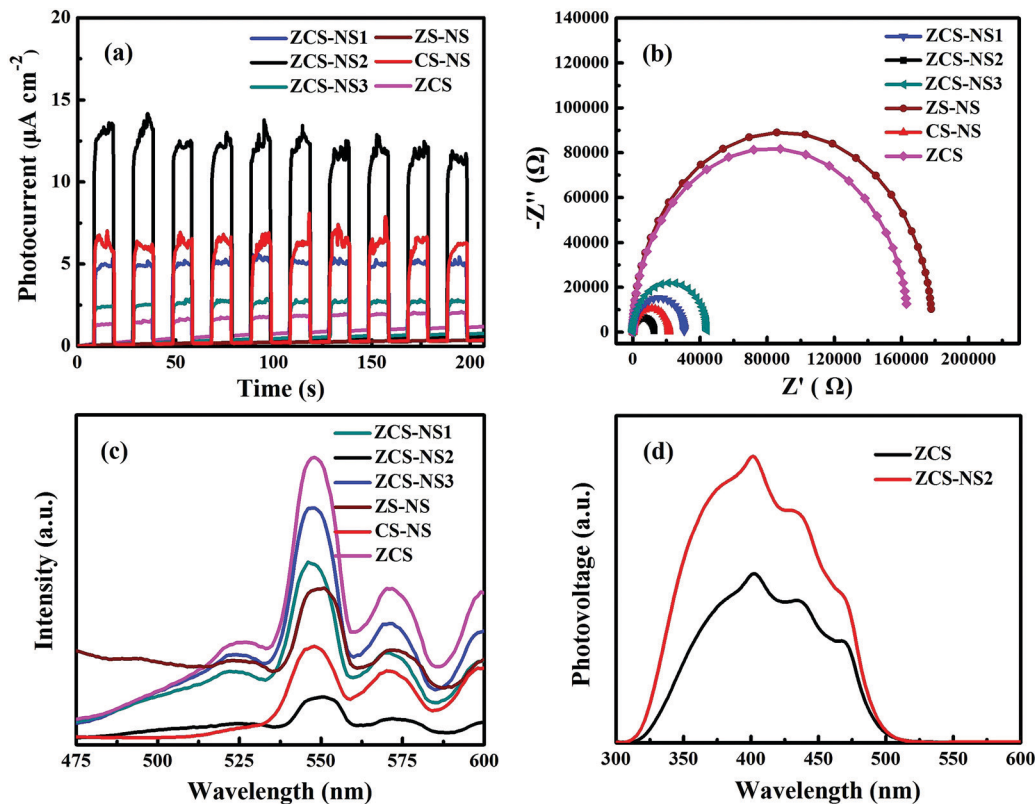 (a)
ZCS-NS1 ZS-NS
ZCS-NS2 CS-NS
ZCS-NS3 ZCS
Photocurrent (μA cm-2)
20
15
10
5
0
0 50 100 150 200
Time (s)
(b)
ZCS-NS1
ZCS-NS2
ZCS-NS3
ZS-NS
CS-NS
ZCS
-Z'' (Ω)
140000
120000
100000
80000
60000
40000
20000
0
0 40000 80000 120000 160000 200000
Z' ( Ω)
(c)
ZCS-NS1
ZCS-NS2
ZCS-NS3
ZS-NS
CS-NS
ZCS
Intensity (a.u.)
475 500 525 550 575 600
Wavelength (nm)
(d)
ZCS
ZCS-NS2
Photovoltage (a.u.)
300 350 400 450 500 550 600
Wavelength (nm)